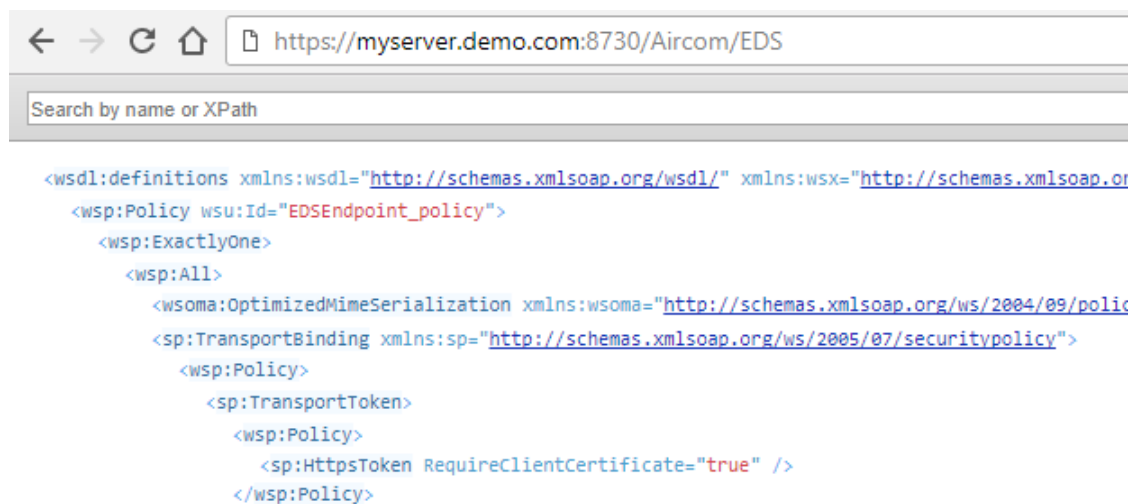 https://myserver.demo.com:8730/Aircom/EDS
Search by name or XPath
<wsdl:definitions xmlns:wsdl="http://schemas.xmlsoap.org/wsdl/" xmlns:wsx="http://schemas.xmlsoap.or
<wsp:Policy wsu:Id="EDSEndpoint_policy">
<wsp:ExactlyOne>
<wsp:All>
<wsoma:OptimizedMimeSerialization xmlns:wsoma="http://schemas.xmlsoap.org/ws/2004/09/polic
<sp:TransportBinding xmlns:sp="http://schemas.xmlsoap.org/ws/2005/07/securitypolicy">
<wsp:Policy>
<sp:TransportToken>
<wsp:Policy>
<sp:HttpsToken RequireClientCertificate="true" />
</wsp:Policy>